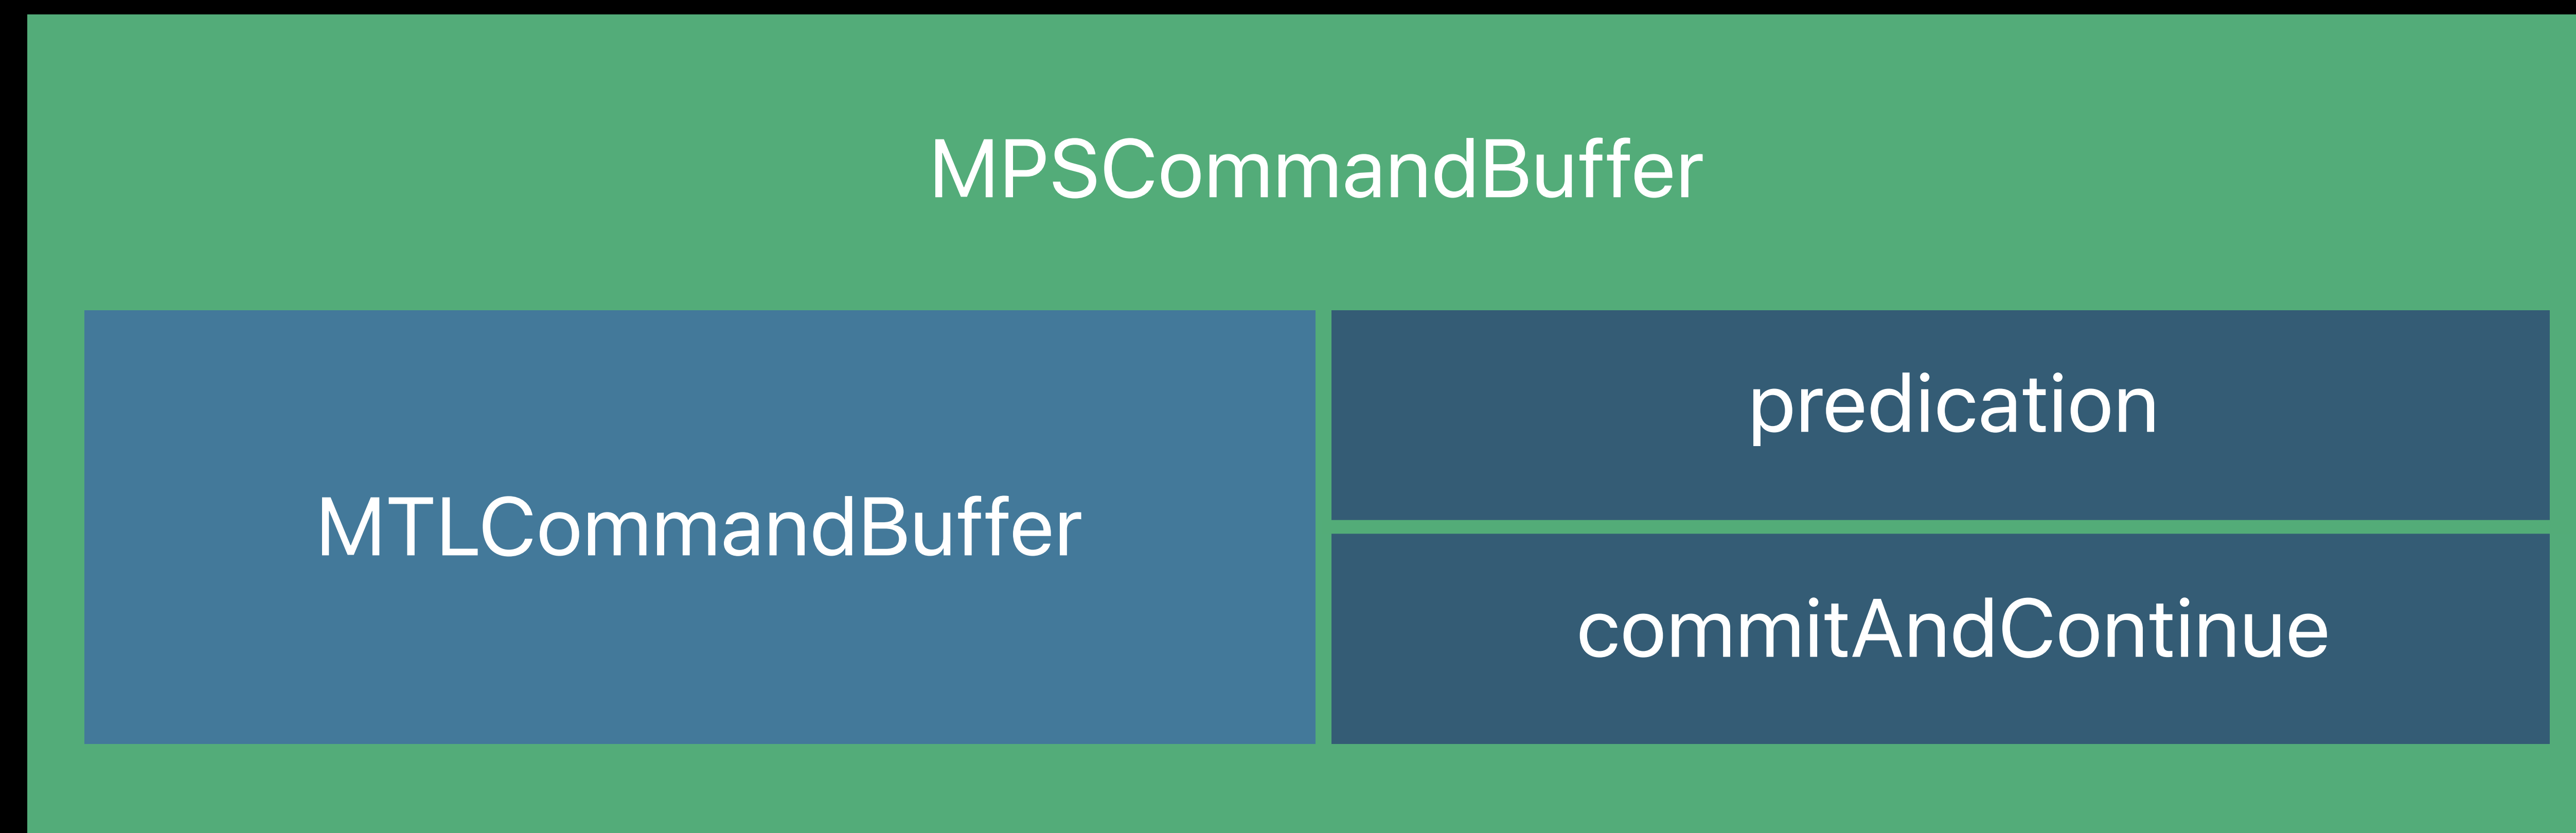 MPSCommandBuffer
MTLCommandBuffer
predication
commitAndContinue